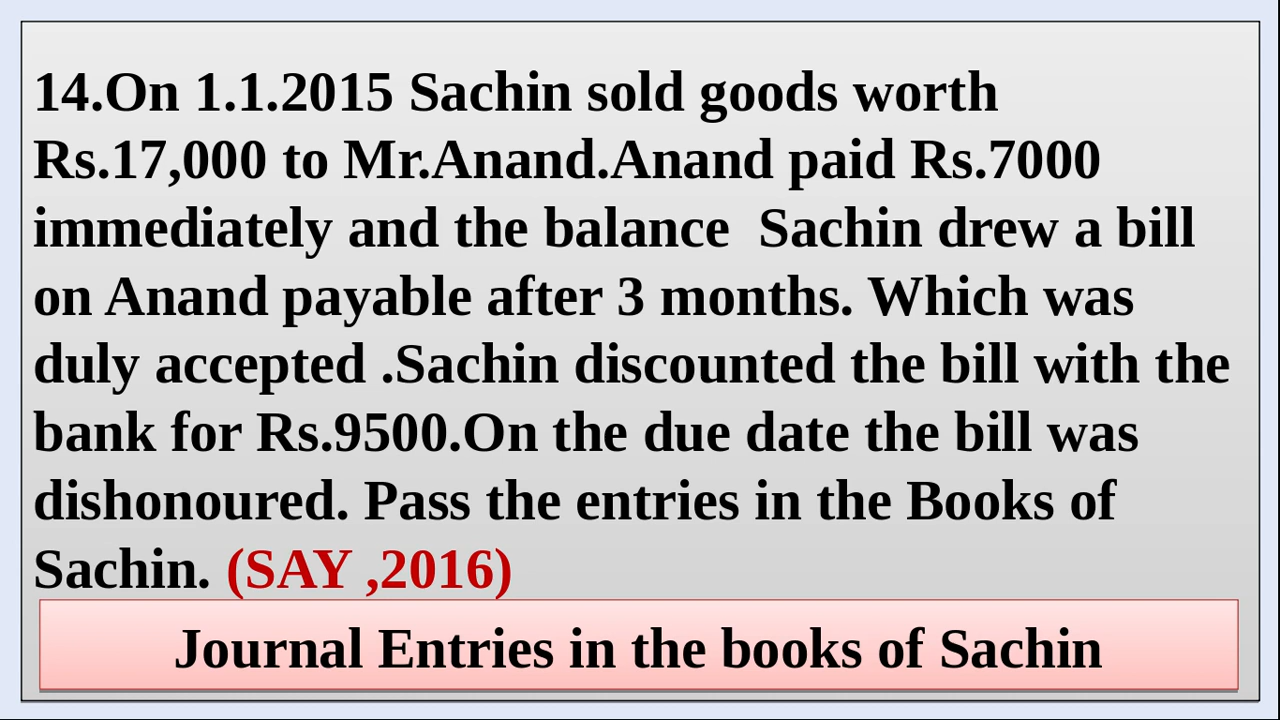 14.On 1.1.2015 Sachin sold goods worth
Rs.17,000 to Mr.Anand.Anand paid Rs.7000
immediately and the balance  Sachin drew a bill
on Anand payable after 3 months. Which was
duly accepted .Sachin discounted the bill with the
bank for Rs.9500.On the due date the bill was
dishonoured. Pass the entries in the Books of
Sachin. (SAY ,2016)
Journal Entries in the books of Sachin